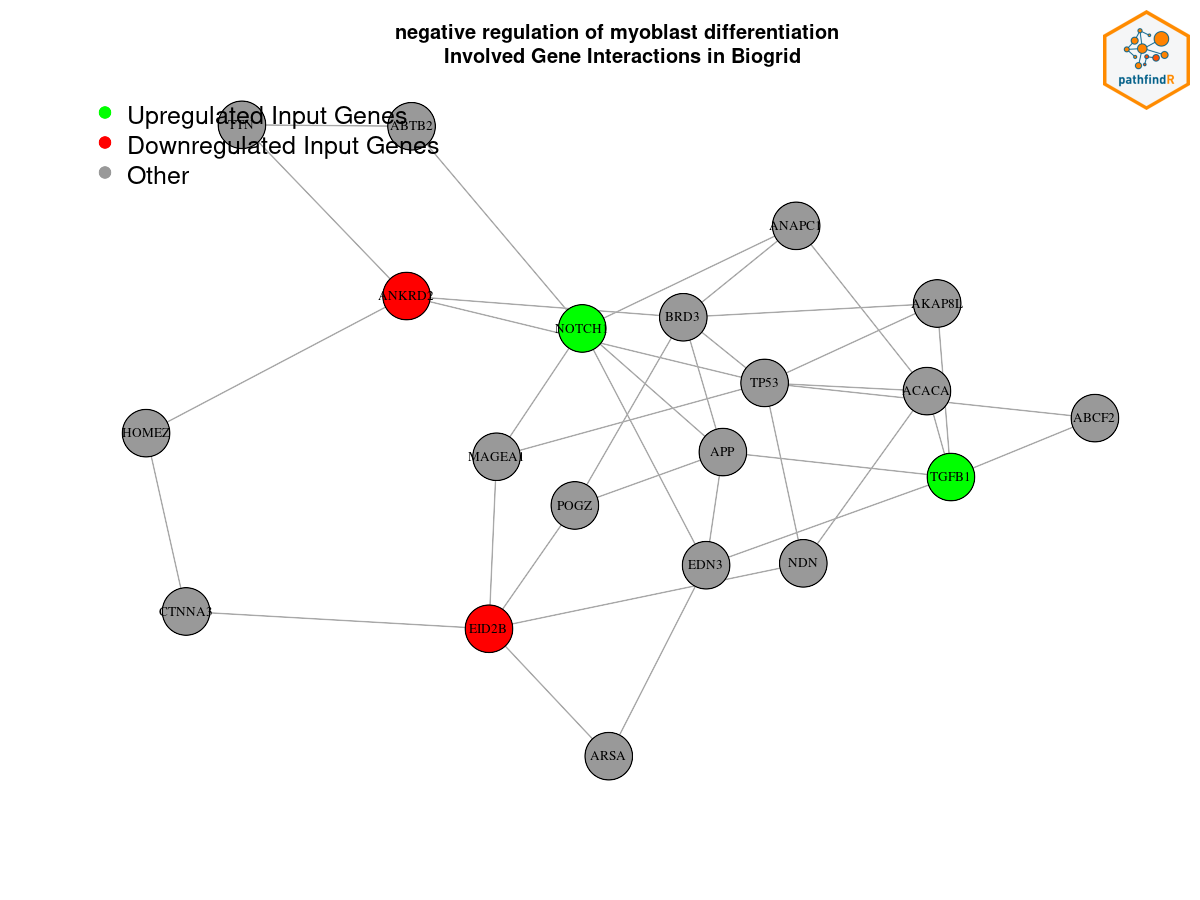 negative regulation of myoblast differentiation
Involved Gene Interactions in Biogrid
pathfindR
Upregulated Input Genes
Downregulated Input Genes
Other
TTN
ABTB2
ANAPC1
ANKRD2
AKAP8L
NOTCH1
BRD3
TP53
ACACA
ABCF2
HOMEZ
MAGEA1
APP
TGFB1
POGZ
EDN3
NDN
CTNNA3
EID2B
ARSA